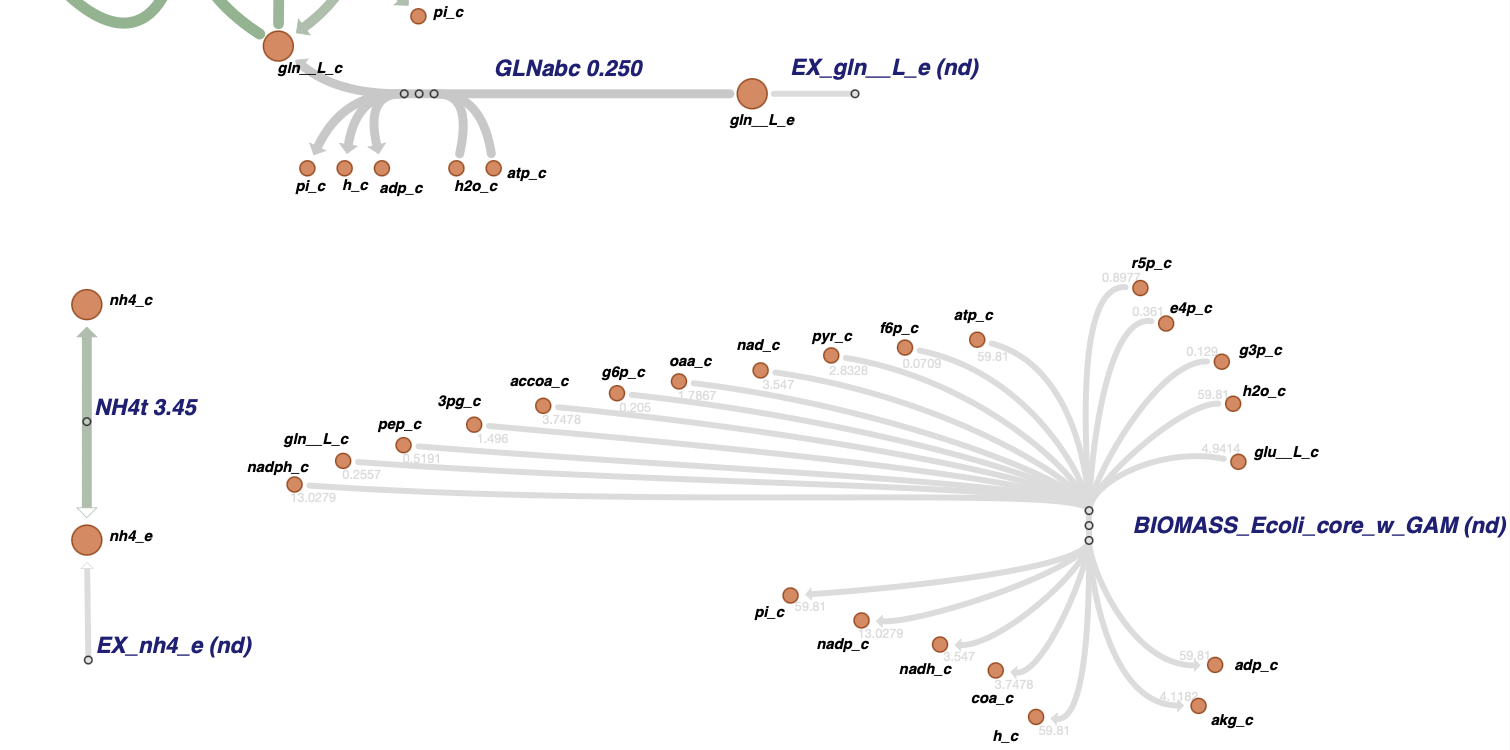 pi_c
gln__L_c
GLNabc 0.250
EX_gln__L_e (nd)
gln__L_e
pi_c
h_c
adp_c
h2o_c
atp_c
nh4_c
NH4t 3.45
nh4_e
EX_nh4_e (nd)
r5p_c
0.8977
e4p_c
0.361
g3p_c
0.129
h2o_c
59.81
glu__L_c
4.9414
atp_c
59.81
f6p_c
0.0709
pyr_c
2.8328
nad_c
3.547
oaa_c
1.7867
g6p_c
0.205
accoa_c
3.7478
3pg_c
1.496
pep_c
0.5191
gln__L_c
0.2557
nadph_c
13.0279
BIOMASS_Ecoli_core_w_GAM (nd)
pi_c
59.81
nadp_c
13.0279
nadh_c
3.547
coa_c
3.7478
h_c
59.81
adp_c
59.81
akg_c
4.1182